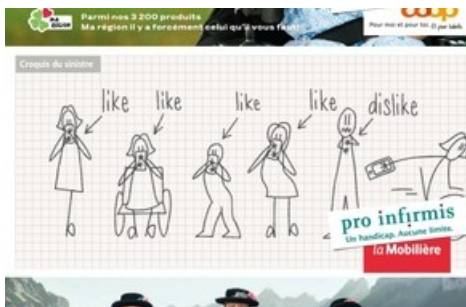 MA RÉGION
Parmi nos 3 200 produits
Ma région il y a forcément celui qu'il vous faut!
coop
Pour moi et pour toi.
Croquis du sinistre
like
like
like
like
dislike
pro infirmis
Un handicap. Aucune limite.
la Mobilière